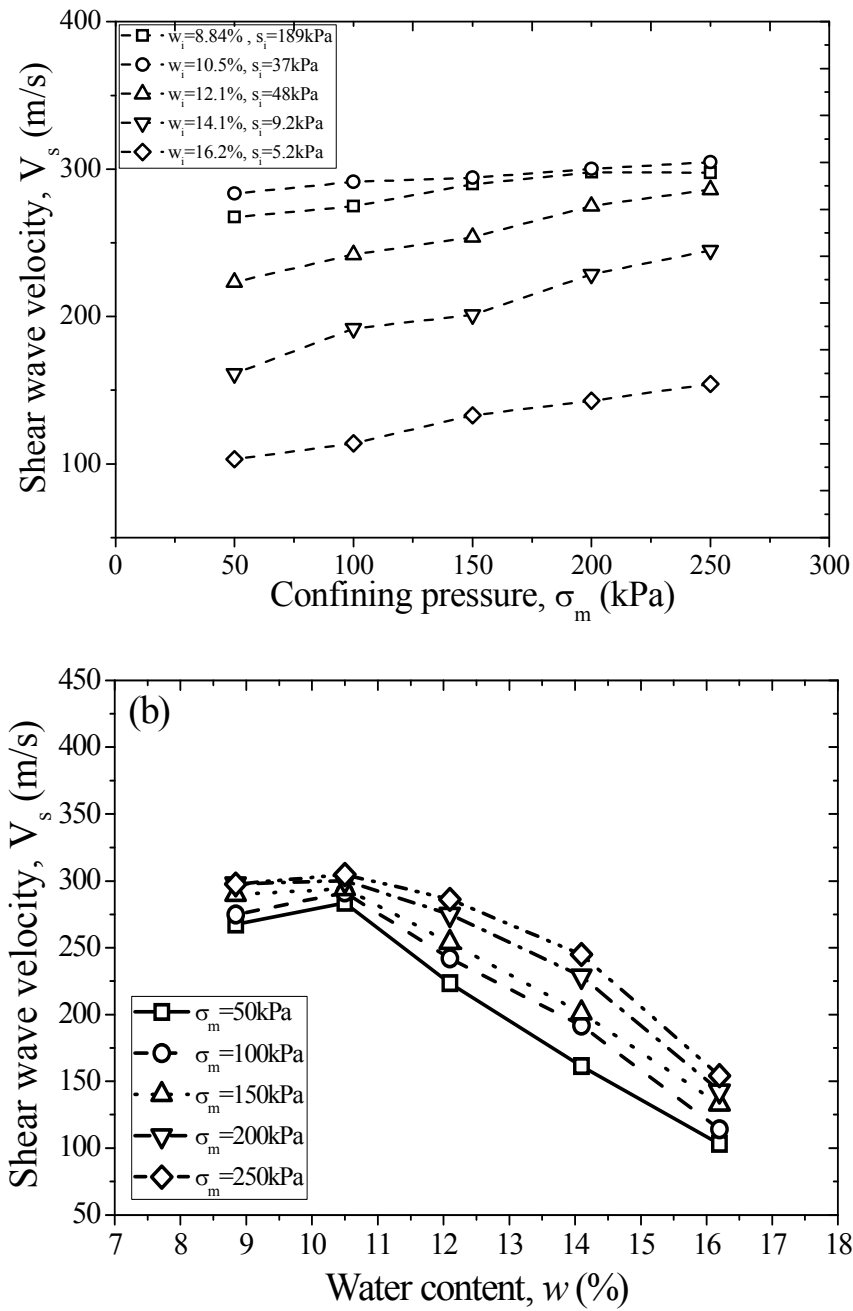 400
300
200
100
Shear wave velocity, V_s (m/s)
w_i=8.84% , s_i=189kPa
w_i=10.5%, s_i=37kPa
w_i=12.1%, s_i=48kPa
w_i=14.1%, s_i=9.2kPa
w_i=16.2%, s_i=5.2kPa
0 50 100 150 200 250 300
Confining pressure, σ_m (kPa)
(b)
450
400
350
300
250
200
150
100
50
Shear wave velocity, V_s (m/s)
σ_m=50kPa
σ_m=100kPa
σ_m=150kPa
σ_m=200kPa
σ_m=250kPa
7 8 9 10 11 12 13 14 15 16 17 18
Water content, w (%)